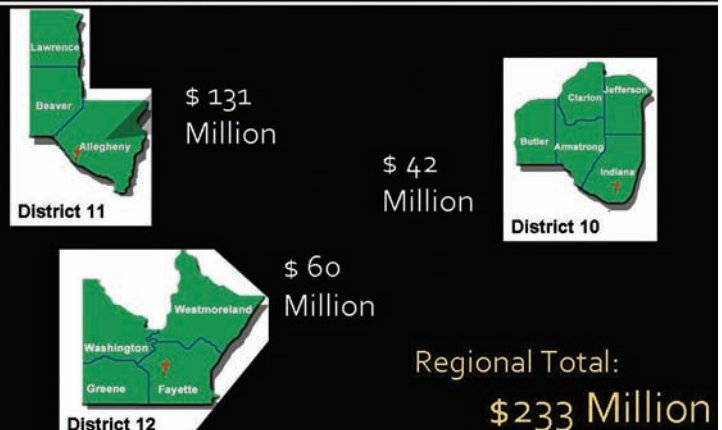 Lawrence
Beaver
Allegheny
District 11
$ 131
Million
Clarion
Jefferson
Butler
Armstrong
Indiana
District 10
$ 42
Million
Westmoreland
Washington
Greene
Fayette
District 12
$ 60
Million
Regional Total:
$233 Million